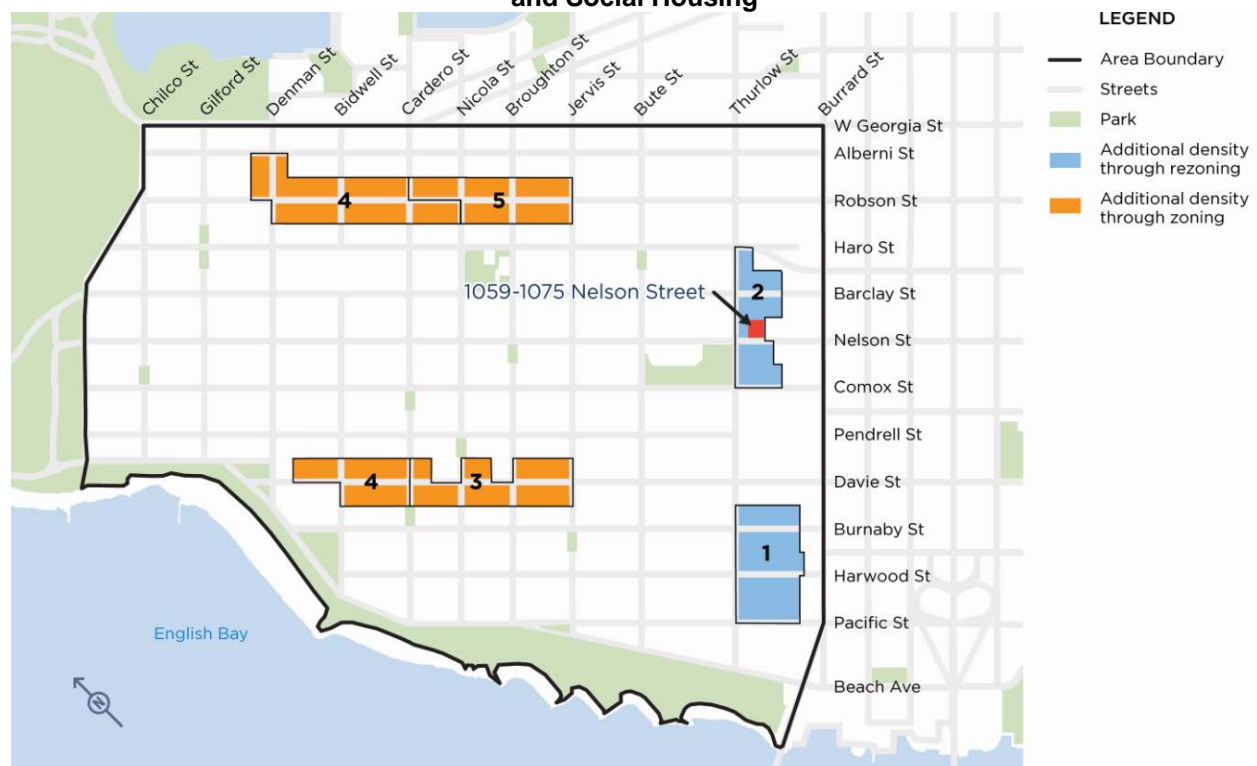 and Social Housing
Chilco St
Gilford St
Denman St
Bidwell St
Cardero St
Nicola St
Broughton St
Jervis St
Bute St
Thurlow St
Burrard St
W Georgia St
Alberni St
Robson St
Haro St
Barclay St
Nelson St
Comox St
Pendrell St
Davie St
Burnaby St
Harwood St
Pacific St
Beach Ave
4
5
1059-1075 Nelson Street
2
4
3
1
English Bay
N
LEGEND
Area Boundary
Streets
Park
Additional density
through rezoning
Additional density
through zoning